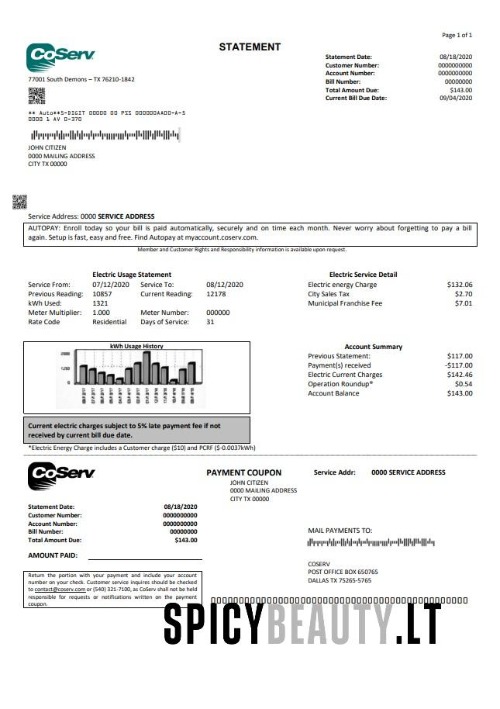 Page 1 of 1
CoServ
STATEMENT
77001 South Demons – TX 76210-1842
Statement Date: 08/18/2020
Customer Number: 0000000000
Account Number: 0000000000
Bill Number: 00000000
Total Amount Due: $143.00
Current Bill Due Date: 09/04/2020
** Auto**5-DIGIT 00000 00 PIS 000000AADD-A-5
0000 1 AV 0-370
JOHN CITIZEN
0000 MAILING ADDRESS
CITY TX 00000
Service Address: 0000 SERVICE ADDRESS
AUTOPAY: Enroll today so your bill is paid automatically, securely and on time each month. Never worry about forgetting to pay a bill
again. Setup is fast, easy and free. Find Autopay at myaccount.coserv.com.
Member and Customer Rights and Responsibility information is available upon request.
Electric Usage Statement
Service From: 07/12/2020 Service To: 08/12/2020
Previous Reading: 10857 Current Reading: 12178
kWh Used: 1321
Meter Multiplier: 1.000 Meter Number: 000000
Rate Code Residential Days of Service: 31
Electric Service Detail
Electric energy Charge $132.06
City Sales Tax $2.70
Municipal Franchise Fee $7.01
kWh Usage History
Account Summary
Previous Statement: $117.00
Payment(s) received -$117.00
Electric Current Charges $142.46
Operation Roundup* $0.54
Account Balance $143.00
Current electric charges subject to 5% late payment fee if not
received by current bill due date.
*Electric Energy Charge includes a Customer charge ($10) and PCRF ($-0.0037kWh)
CoServ
PAYMENT COUPON
Service Addr: 0000 SERVICE ADDRESS
JOHN CITIZEN
0000 MAILING ADDRESS
CITY TX 00000
Statement Date: 08/18/2020
Customer Number: 0000000000
Account Number: 0000000000
Bill Number: 00000000
Total Amount Due: $143.00
AMOUNT PAID:
MAIL PAYMENTS TO:
COSERV
POST OFFICE BOX 650765
DALLAS TX 75265-5765
Return the portion with your payment and include your account
number on your check. Customer service inquires should be checked
to contact@coserv.com or (540) 321-7100, as CoServ shall not be held
responsible for requests or notifications written on the payment
coupon.
SPICYBEAUTY.LT